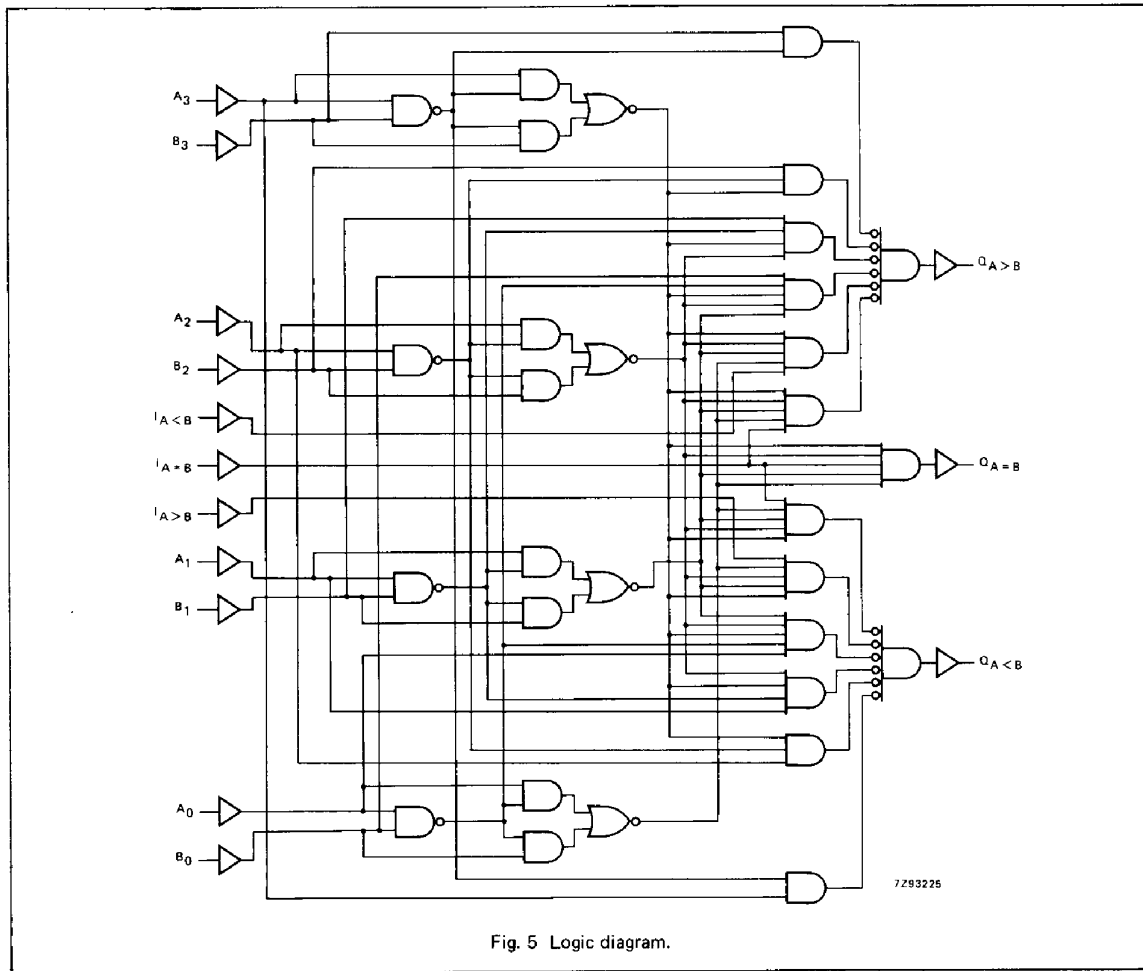 A3
B3
QA>B
A2
B2
IA<B
IA=B
QA=B
IA>B
A1
B1
QA<B
A0
B0
7Z93225
Fig. 5 Logic diagram.